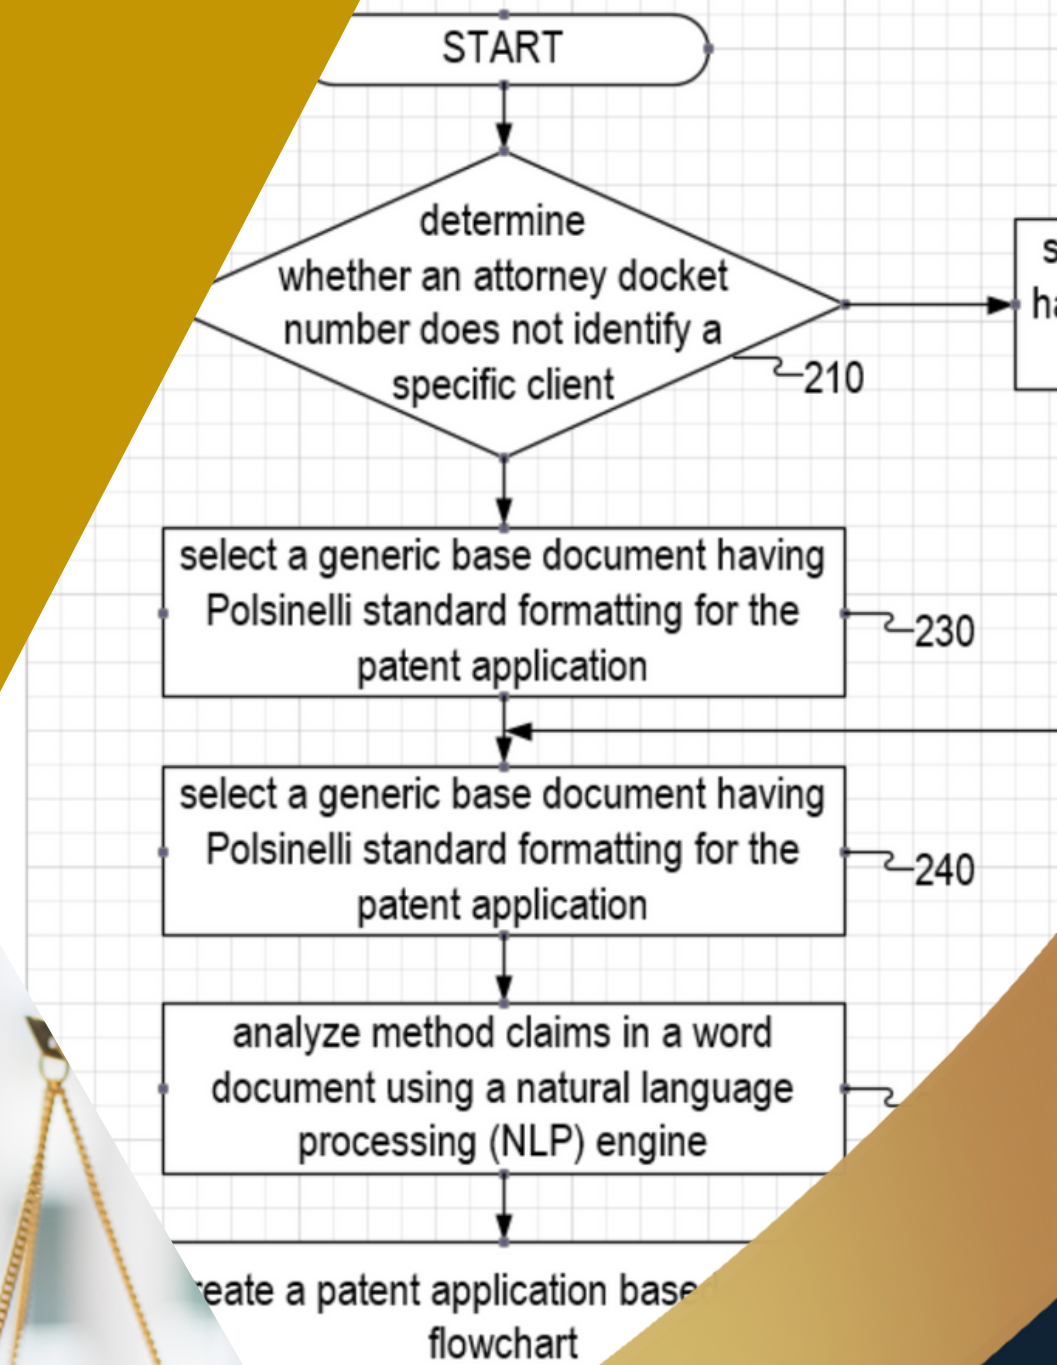 START
determine
whether an attorney docket
number does not identify a
specific client
210
select a generic base document having
Polsinelli standard formatting for the
patent application
230
select a generic base document having
Polsinelli standard formatting for the
patent application
240
analyze method claims in a word
document using a natural language
processing (NLP) engine
a patent application
flowchart